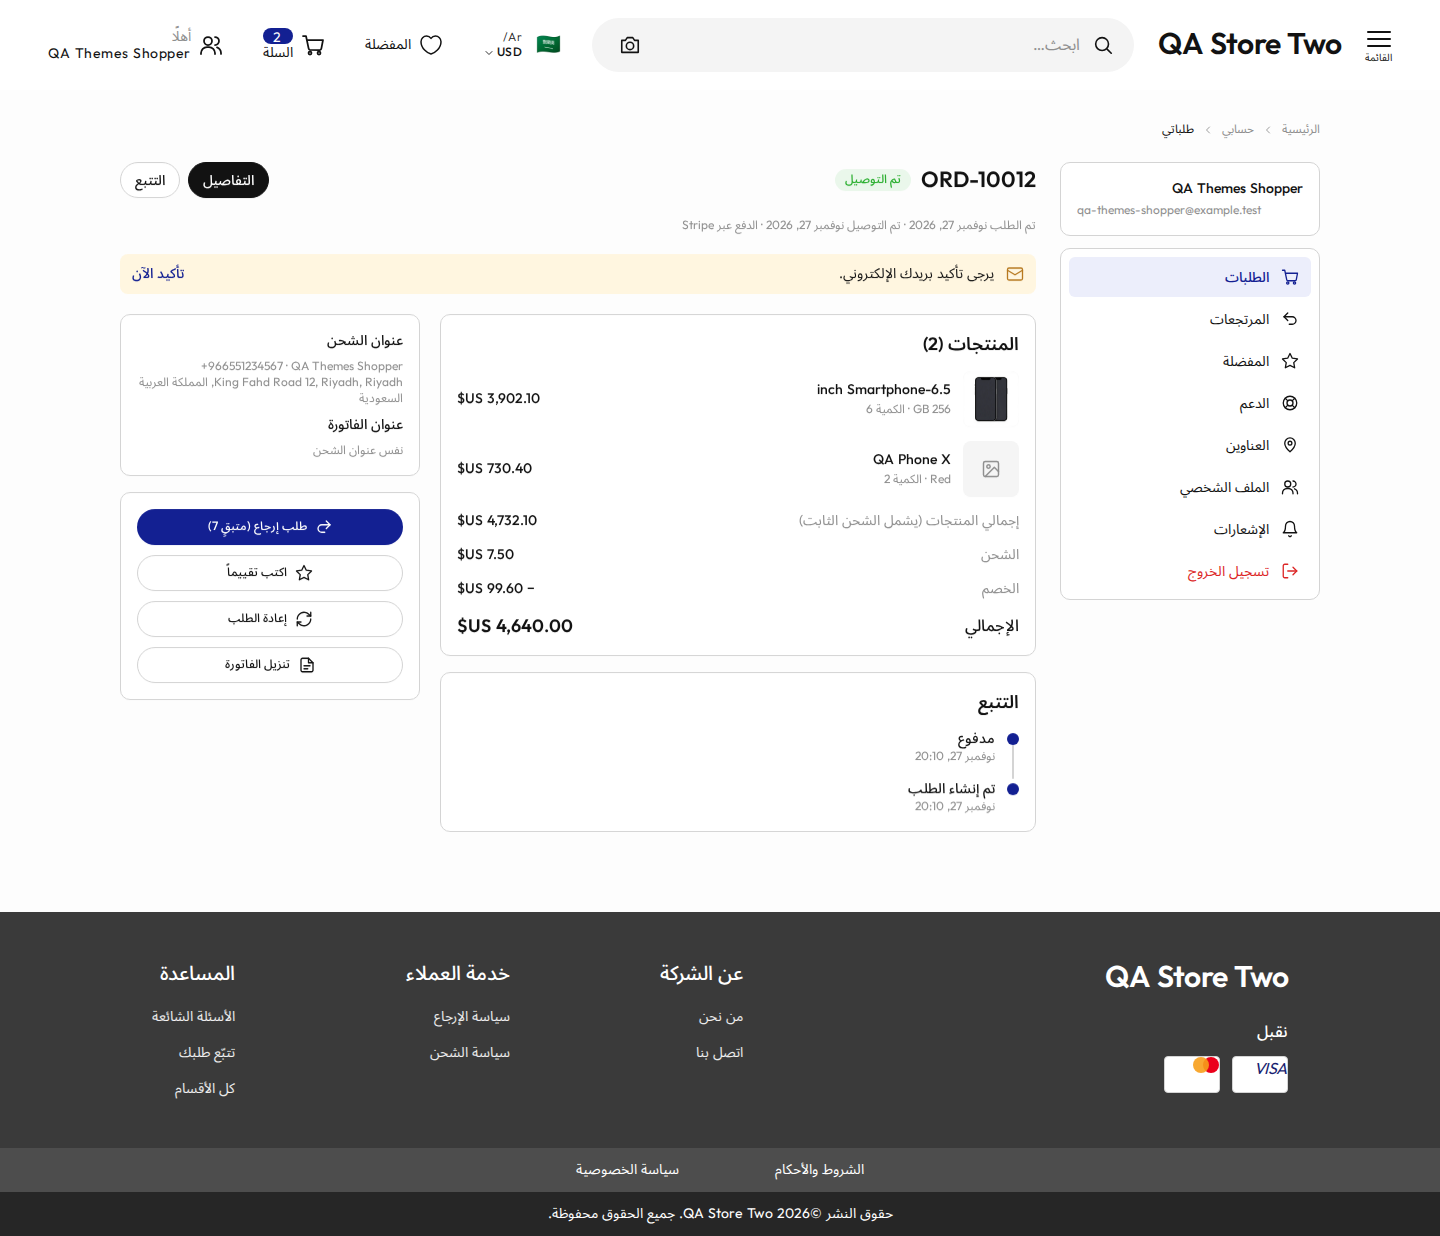 القائمة
QA Store Two
ابحث...
Ar/
USD
المفضلة
2
السلة
أهلًا
QA Themes Shopper
الرئيسية
حسابي
طلباتي
QA Themes Shopper
qa-themes-shopper@example.test
الطلبات
المرتجعات
المفضلة
الدعم
العناوين
الملف الشخصي
الإشعارات
تسجيل الخروج
ORD-10012
تم التوصيل
التفاصيل
التتبع
تم الطلب نوفمبر 27, 2026 · تم التوصيل نوفمبر 27, 2026 · الدفع عبر Stripe
يرجى تأكيد بريدك الإلكتروني.
تأكيد الآن
المنتجات (2)
6.5-inch Smartphone
256 GB · الكمية 6
$US 3,902.10
QA Phone X
Red · الكمية 2
$US 730.40
إجمالي المنتجات (يشمل الشحن الثابت)
$US 4,732.10
الشحن
$US 7.50
الخصم
$US 99.60 −
الإجمالي
$US 4,640.00
التتبع
مدفوع
نوفمبر 27, 20:10
تم إنشاء الطلب
نوفمبر 27, 20:10
عنوان الشحن
QA Themes Shopper · 966551234567+
King Fahd Road 12, Riyadh, Riyadh, المملكة العربية
السعودية
عنوان الفاتورة
نفس عنوان الشحن
طلب إرجاع (متبقٍ 7)
اكتب تقييماً
إعادة الطلب
تنزيل الفاتورة
QA Store Two
نقبل
VISA
عن الشركة
من نحن
اتصل بنا
خدمة العملاء
سياسة الإرجاع
سياسة الشحن
المساعدة
الأسئلة الشائعة
تتبّع طلبك
كل الأقسام
الشروط والأحكام
سياسة الخصوصية
حقوق النشر ©2026 QA Store Two. جميع الحقوق محفوظة.